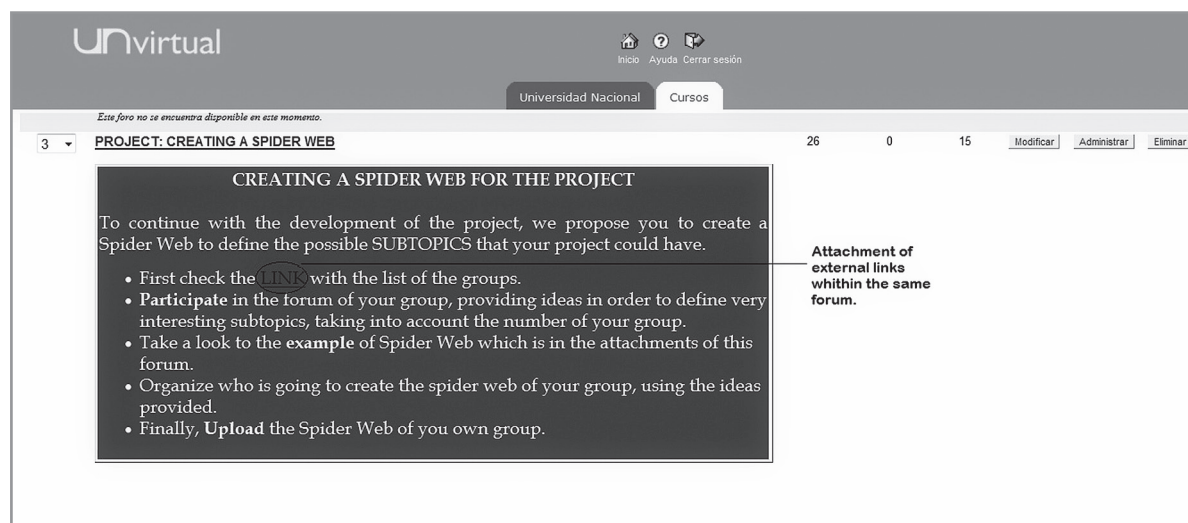 UNvirtual
Inicio Ayuda Cerrar sesión
Universidad Nacional Cursos
Este foro no se encuentra disponible en este momento.
3 PROJECT: CREATING A SPIDER WEB 26 0 15 Modificar Administrar Eliminar
CREATING A SPIDER WEB FOR THE PROJECT
To continue with the development of the project, we propose you to create a
Spider Web to define the possible SUBTOPICS that your project could have.
• First check the LINK with the list of the groups.
• Participate in the forum of your group, providing ideas in order to define very
interesting subtopics, taking into account the number of your group.
• Take a look to the example of Spider Web which is in the attachments of this
forum.
• Organize who is going to create the spider web of your group, using the ideas
provided.
• Finally, Upload the Spider Web of you own group.
Attachment of
external links
whithin the same
forum.